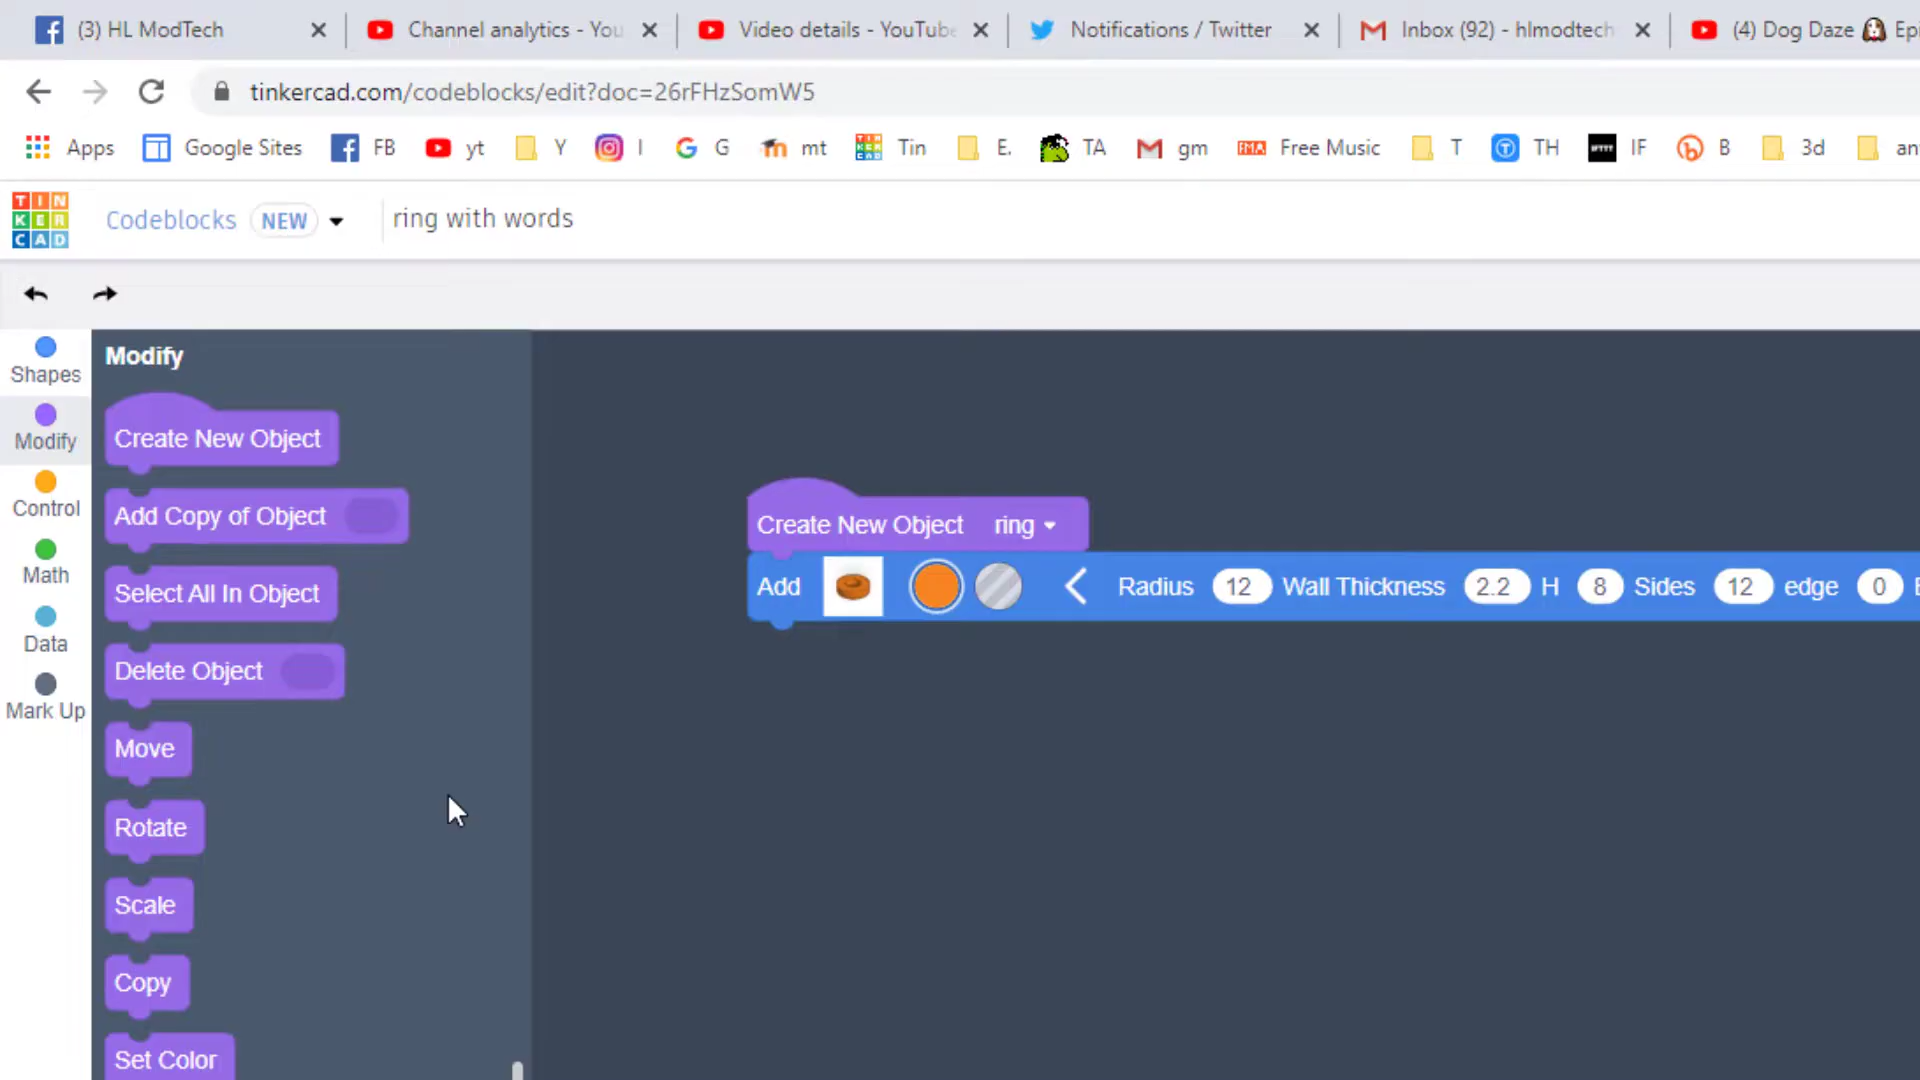 (3) HL ModTech
Channel analytics - You
Video details - YouTube
Notifications / Twitter
Inbox (92) - hlmodtech
(4) Dog Daze Epi
tinkercad.com/codeblocks/edit?doc=26rFHzSomW5
Apps Google Sites FB yt Y I G mt Tin E. TA gm FMA Free Music T TH IFTTT IF B 3d an
TIN
KER
CAD
Codeblocks NEW ring with words
Shapes
Modify
Control
Math
Data
Mark Up
Modify
Create New Object
Add Copy of Object
Select All In Object
Delete Object
Move
Rotate
Scale
Copy
Set Color
Create New Object ring
Add Radius 12 Wall Thickness 2.2 H 8 Sides 12 edge 0